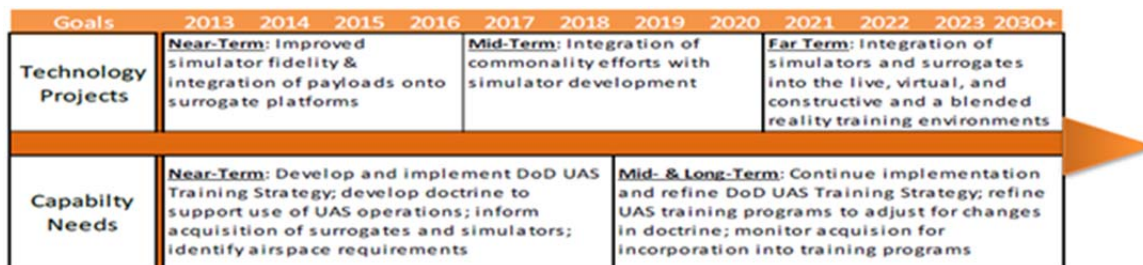 Goals 2013 2014 2015 2016 2017 2018 2019 2020 2021 2022 2023 2030+
Technology
Projects
Near-Term: Improved
simulator fidelity &
integration of payloads onto
surrogate platforms
Mid-Term: Integration of
commonality efforts with
simulator development
Far Term: Integration of
simulators and surrogates
into the live, virtual, and
constructive and a blended
reality training environments
Capabilty
Needs
Near-Term: Develop and implement DoD UAS
Training Strategy; develop doctrine to
support use of UAS operations; inform
acquisition of surrogates and simulators;
identify airspace requirements
Mid- & Long-Term: Continue implementation
and refine DoD UAS Training Strategy; refine
UAS training programs to adjust for changes
in doctrine; monitor acquision for
incorporation into training programs